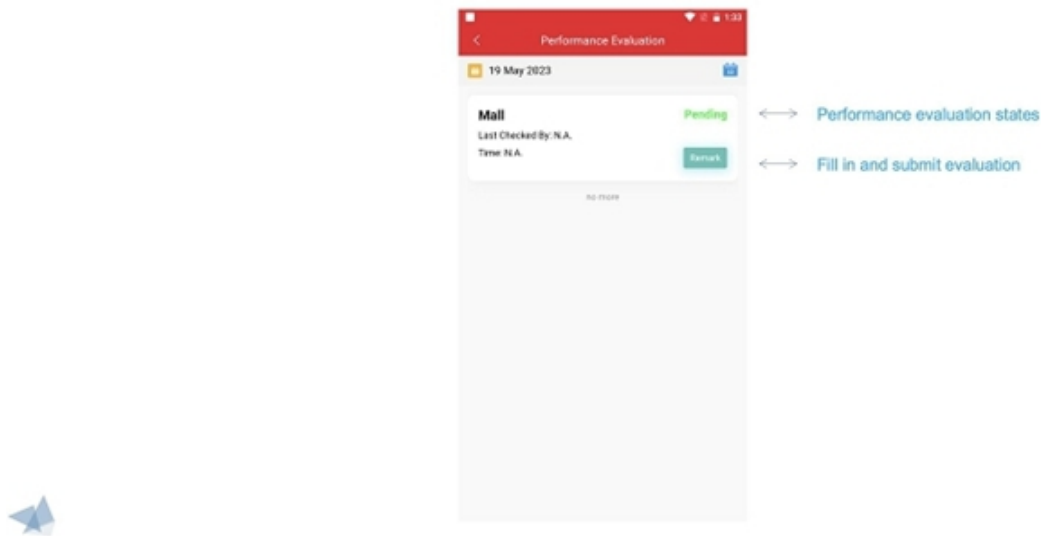 1:33
Performance Evaluation
19 May 2023
Mall
Pending
Performance evaluation states
Last Checked By: N.A.
Time: N.A.
Remark
Fill in and submit evaluation
no more